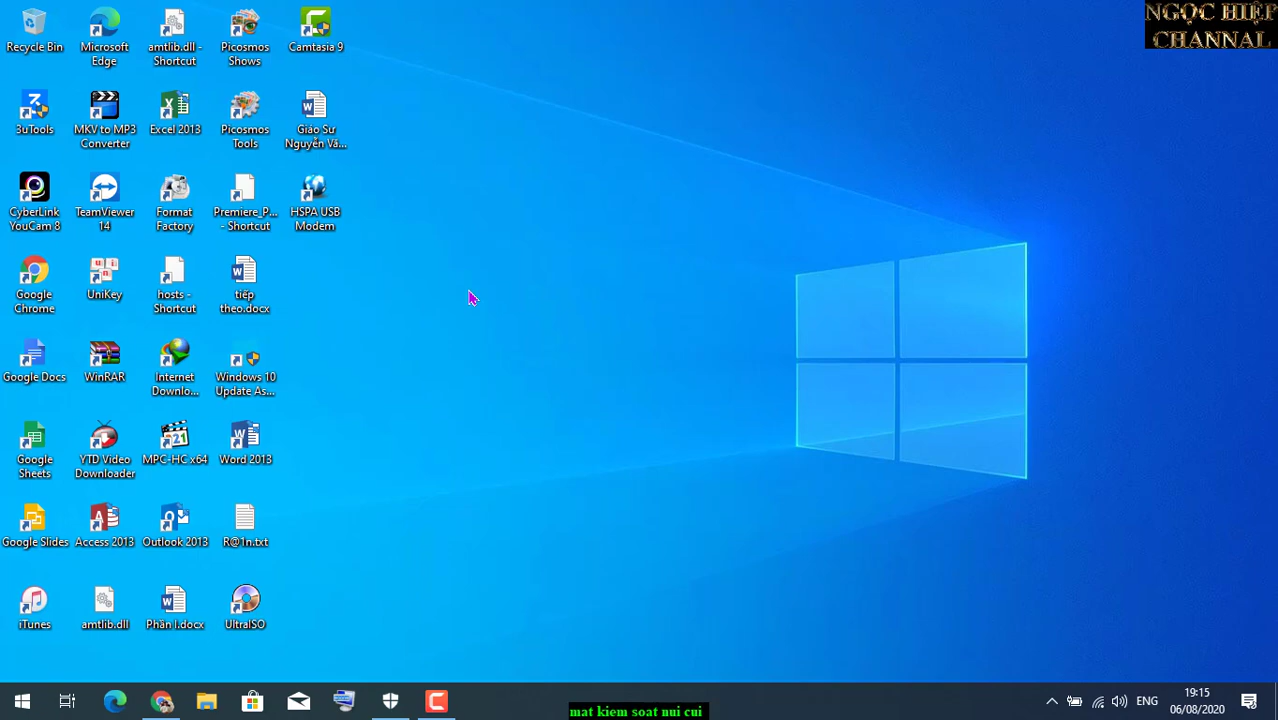 NGỌC HIỆP
CHANNAL
Recycle Bin
Microsoft
Edge
amtlib.dll -
Shortcut
Picosmos
Shows
Camtasia 9
3uTools
MKV to MP3
Converter
Excel 2013
Picosmos
Tools
Giáo Sư
Nguyễn Vă...
CyberLink
YouCam 8
TeamViewer
14
Format
Factory
Premiere_P...
- Shortcut
HSPA USB
Modem
Google
Chrome
UniKey
hosts -
Shortcut
tiếp
theo.docx
Google Docs
WinRAR
Internet
Downlo...
Windows 10
Update As...
Google
Sheets
YTD Video
Downloader
MPC-HC x64
Word 2013
Google Slides
Access 2013
Outlook 2013
R@1n.txt
iTunes
amtlib.dll
Phần I.docx
UltraISO
mat kiem soat nui cui
ENG
19:15
06/08/2020